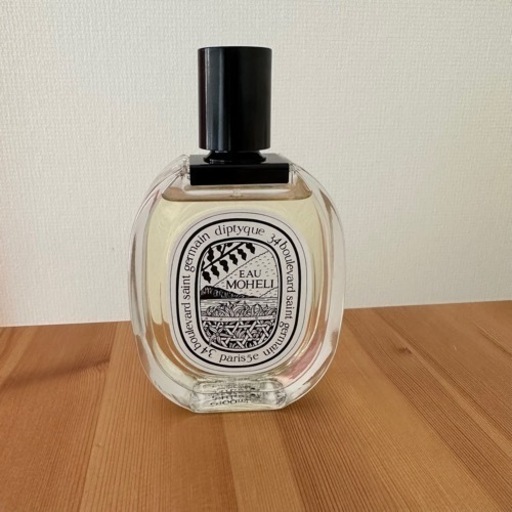 diptyque 34 boulevard saint germain paris 5e 34 boulevard saint germain
EAU
MOHELI